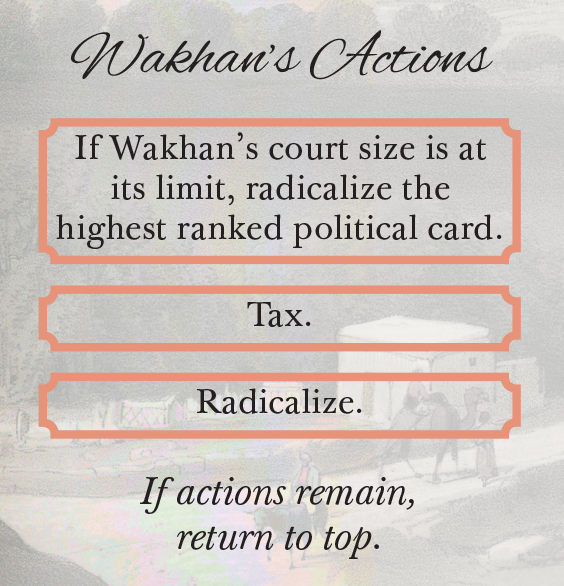 Wakhan's Actions
If Wakhan's court size is at
its limit, radicalize the
highest ranked political card.
Tax.
Radicalize.
If actions remain,
return to top.